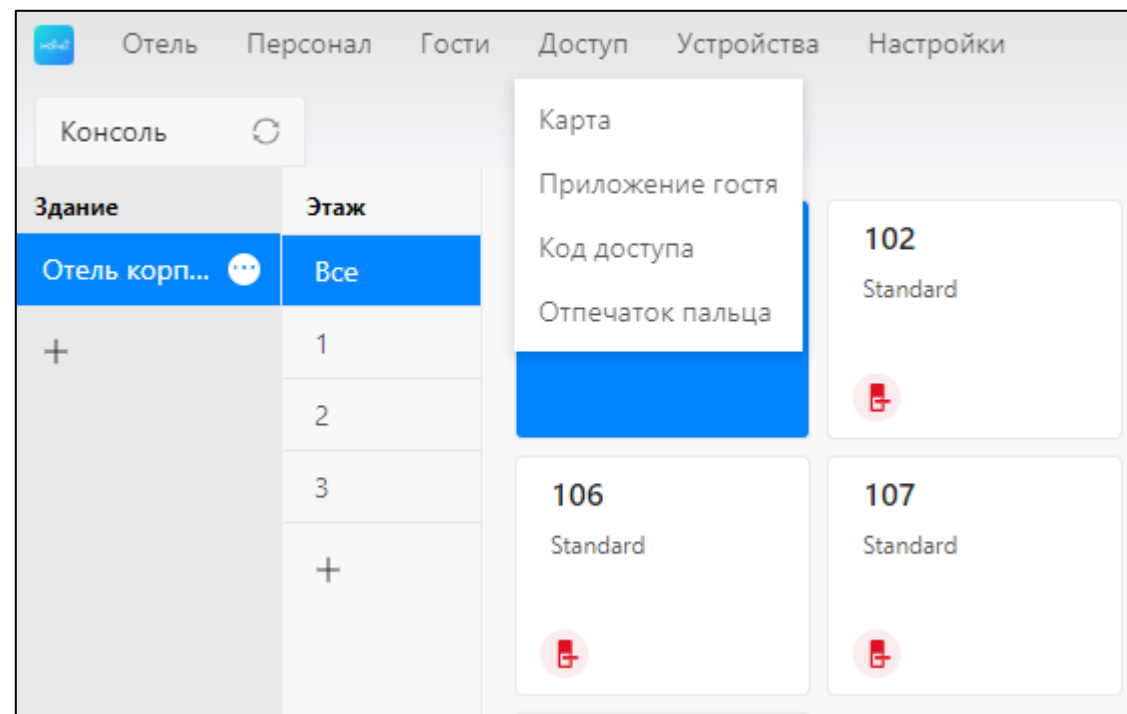 Отель Персонал Гости Доступ Устройства Настройки
Консоль
Карта
Приложение гостя
Код доступа
Отпечаток пальца
Здание
Отель корп...
Этаж
Все
1
2
3
102
Standard
106
Standard
107
Standard